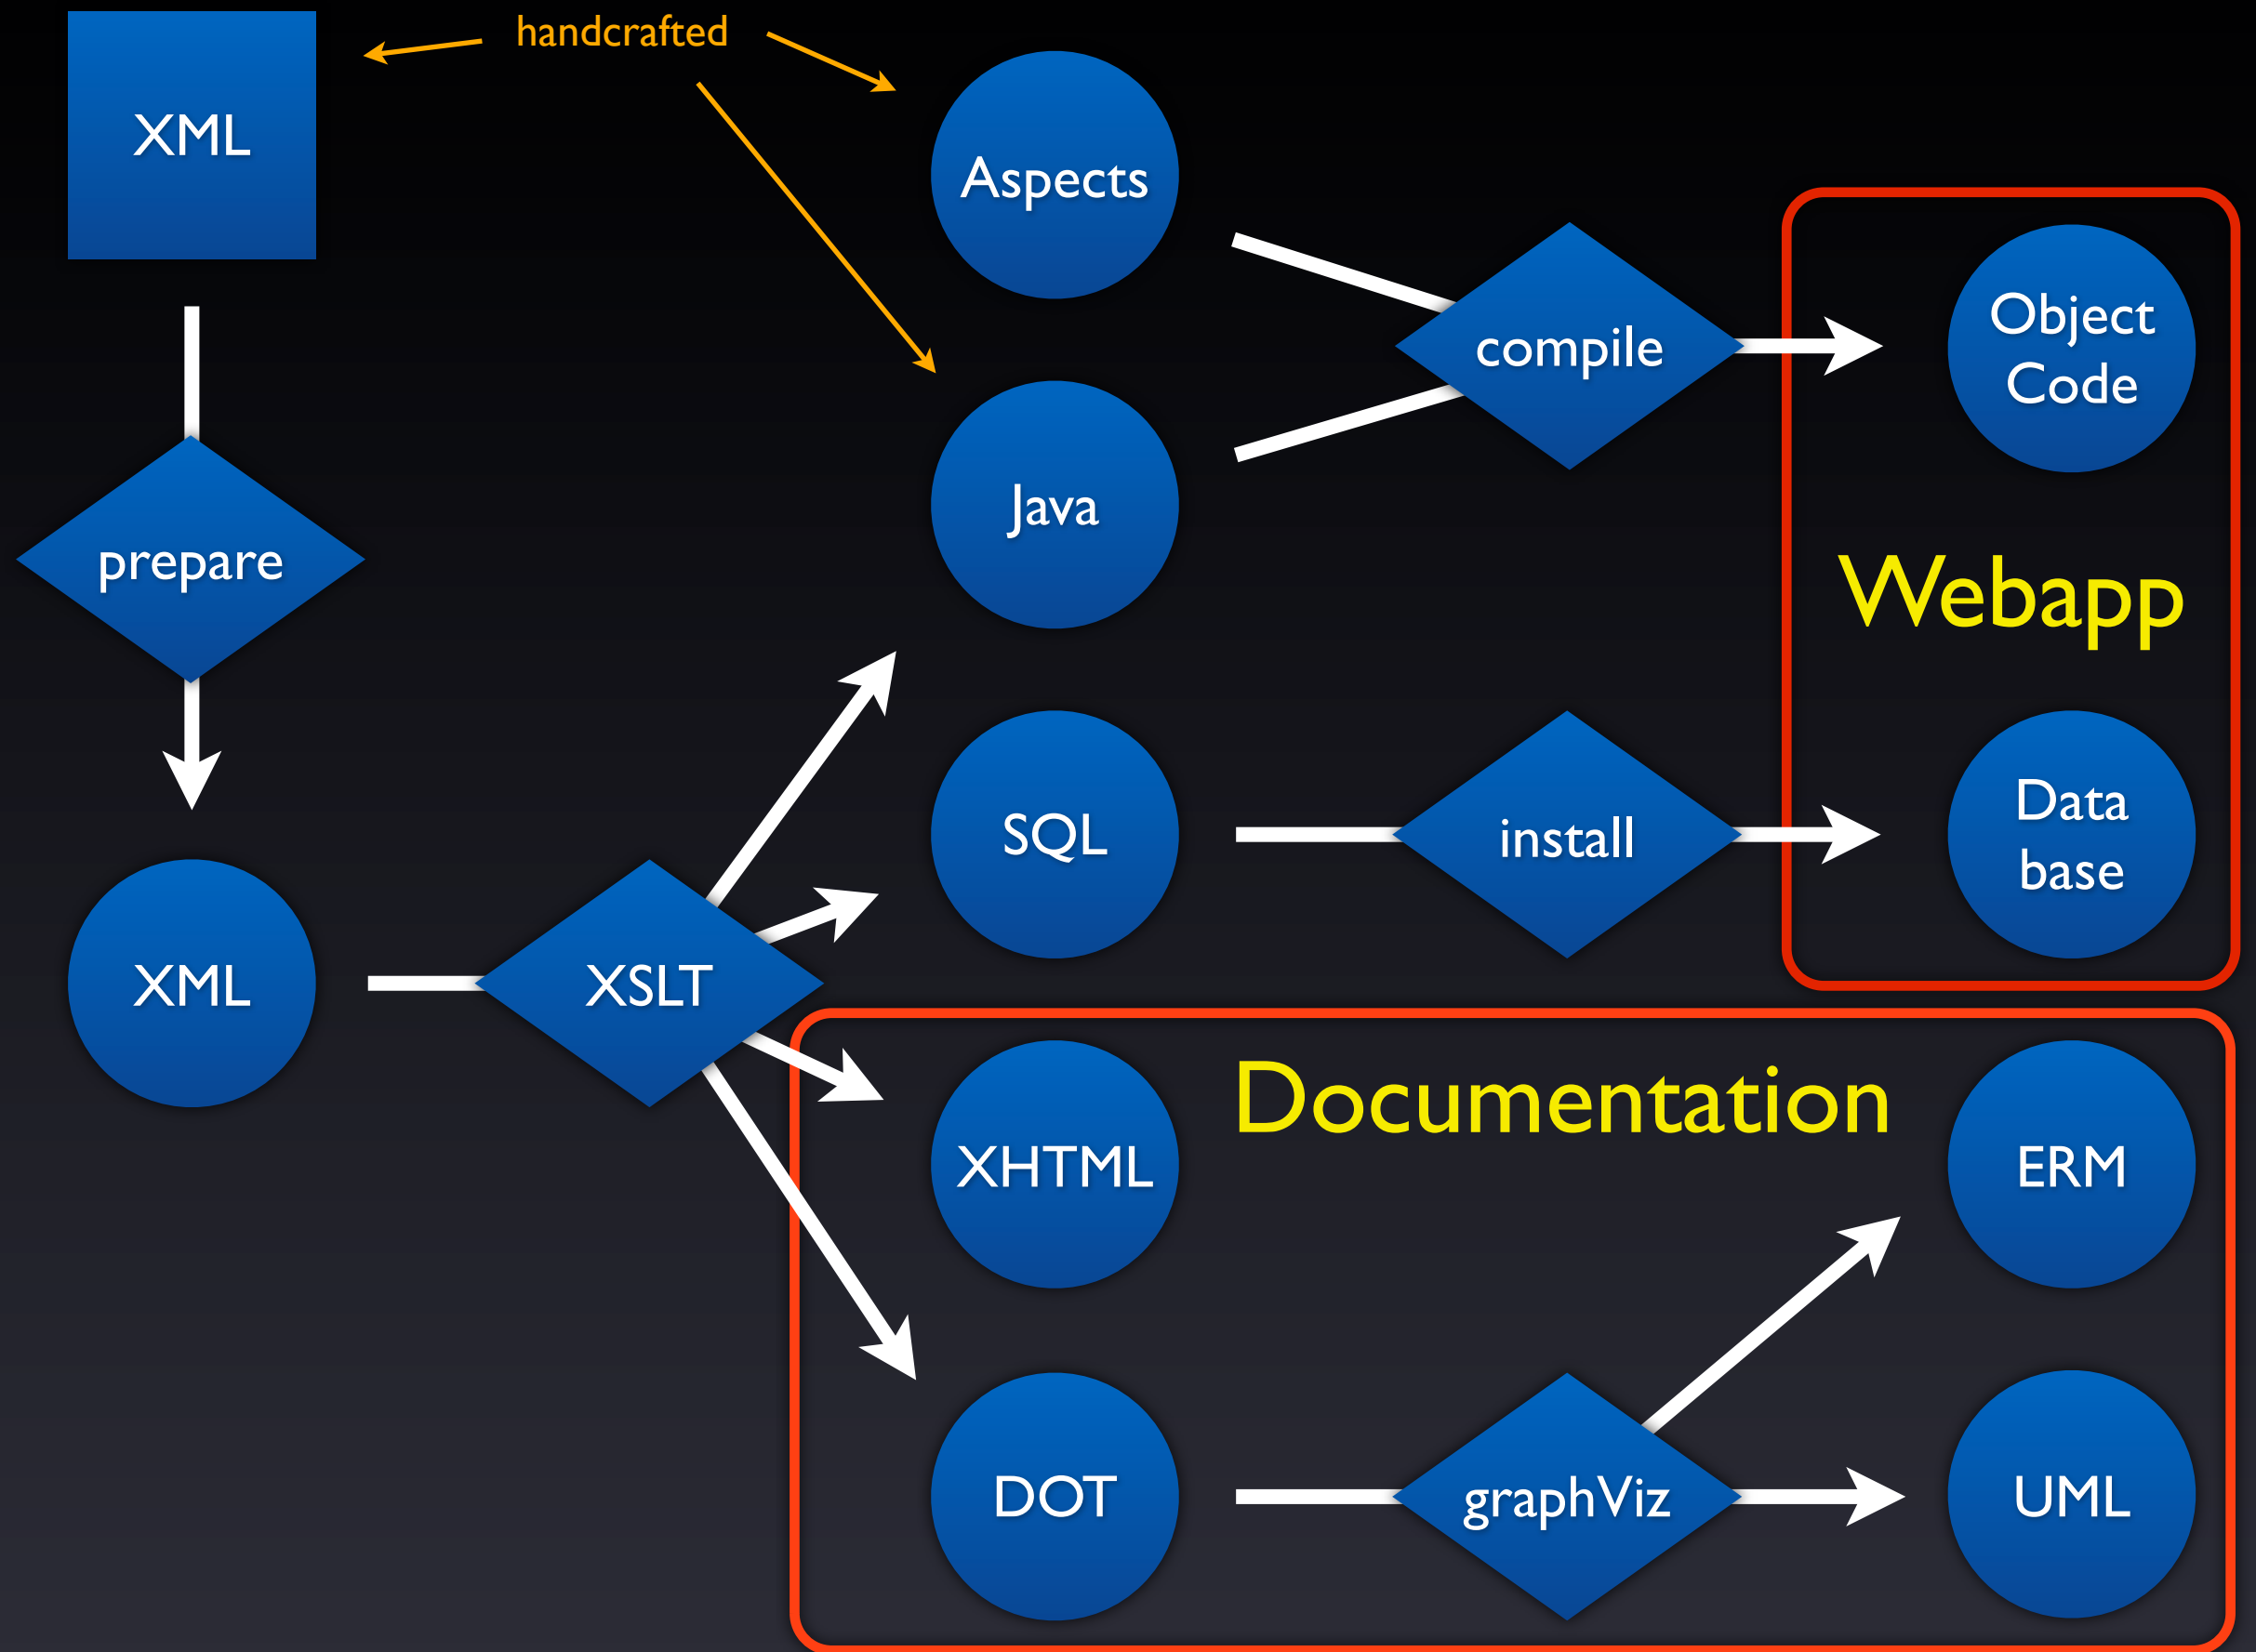 handcrafted
XML
Aspects
compile
Object
Code
Java
prepare
Webapp
SQL
install
Data
base
XML
XSLT
Documentation
XHTML
ERM
DOT
graphViz
UML